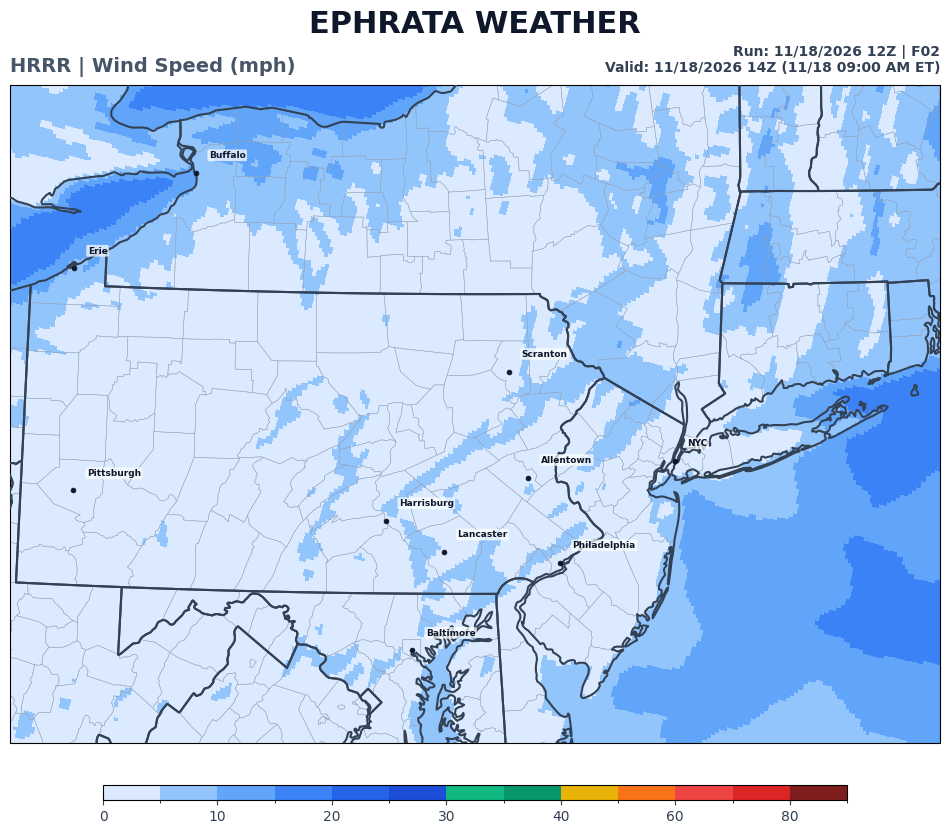 EPHRATA WEATHER
HRRR | Wind Speed (mph)
Run: 11/18/2026 12Z | F02
Valid: 11/18/2026 14Z (11/18 09:00 AM ET)
Buffalo
Erie
Scranton
NYC
Allentown
Pittsburgh
Harrisburg
Lancaster
Philadelphia
Baltimore
0 10 20 30 40 60 80